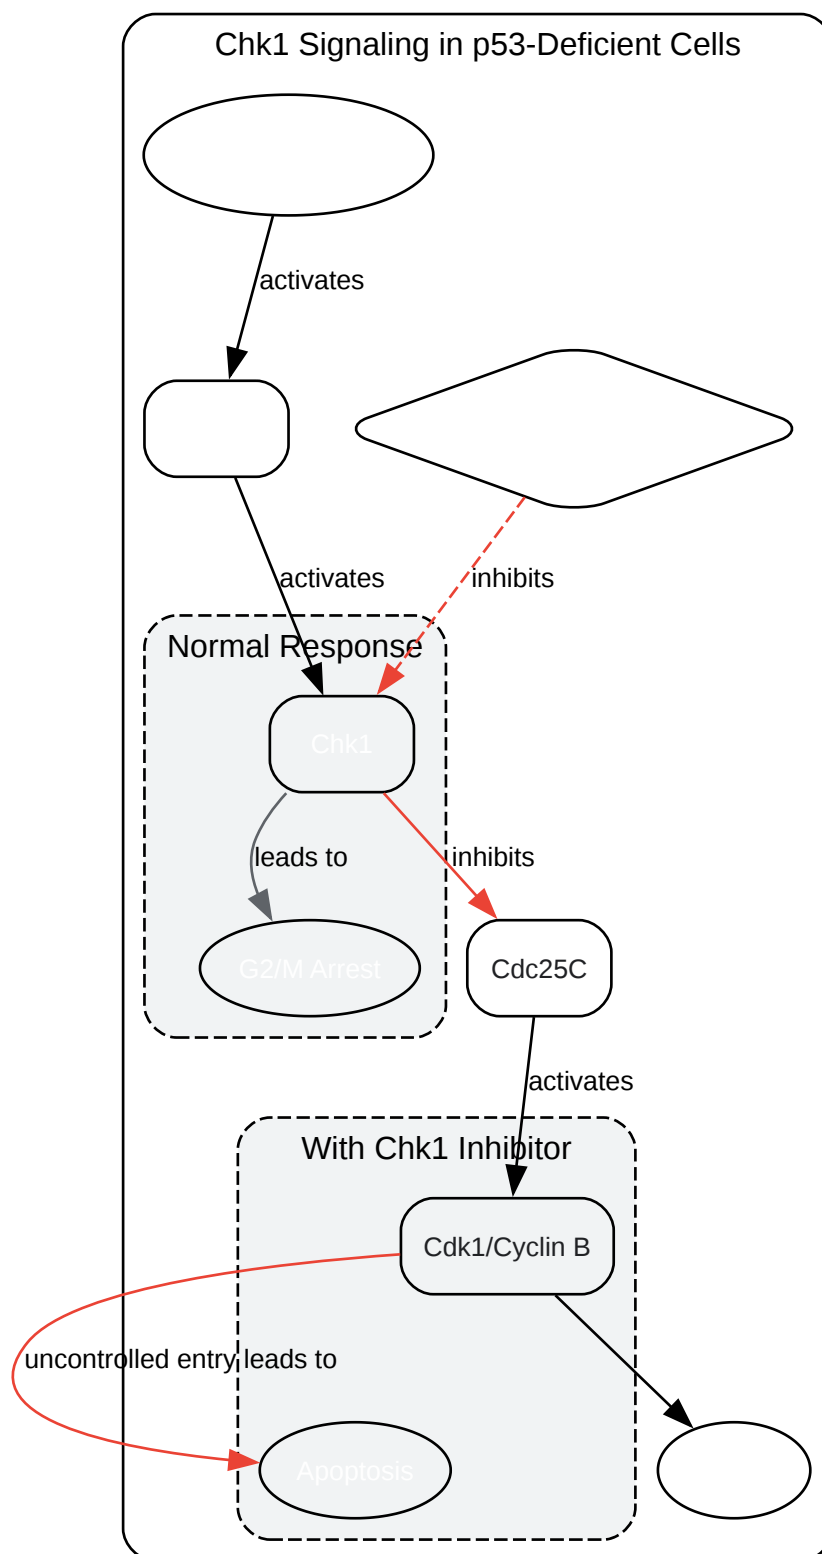 Chk1 Signaling in p53-Deficient Cells
activates
activates
inhibits
Normal Response
Chk1
leads to
inhibits
G2/M Arrest
Cdc25C
activates
With Chk1 Inhibitor
Cdk1/Cyclin B
uncontrolled entry leads to
Apoptosis